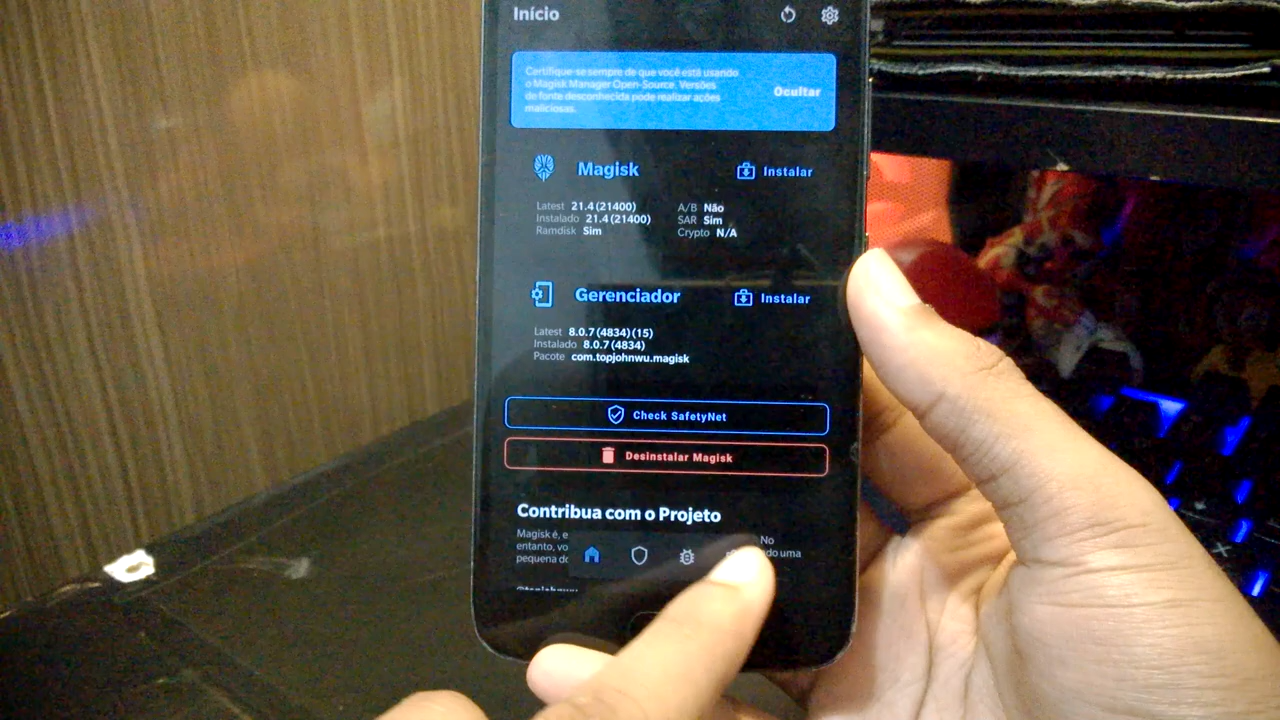 Início
Certifique-se sempre de que você está usando
o Magisk Manager Open-Source. Versões
de fonte desconhecida pode realizar ações
maliciosas.
Ocultar
Magisk
Instalar
Latest 21.4 (21400)
Instalado 21.4 (21400)
Ramdisk Sim
A/B Não
SAR Sim
Crypto N/A
Gerenciador
Instalar
Latest 8.0.7 (4834) (15)
Instalado 8.0.7 (4834)
Pacote com.topjohnwu.magisk
Check SafetyNet
Desinstalar Magisk
Contribua com o Projeto
Magisk é, e No
entanto, vo do uma
pequena do